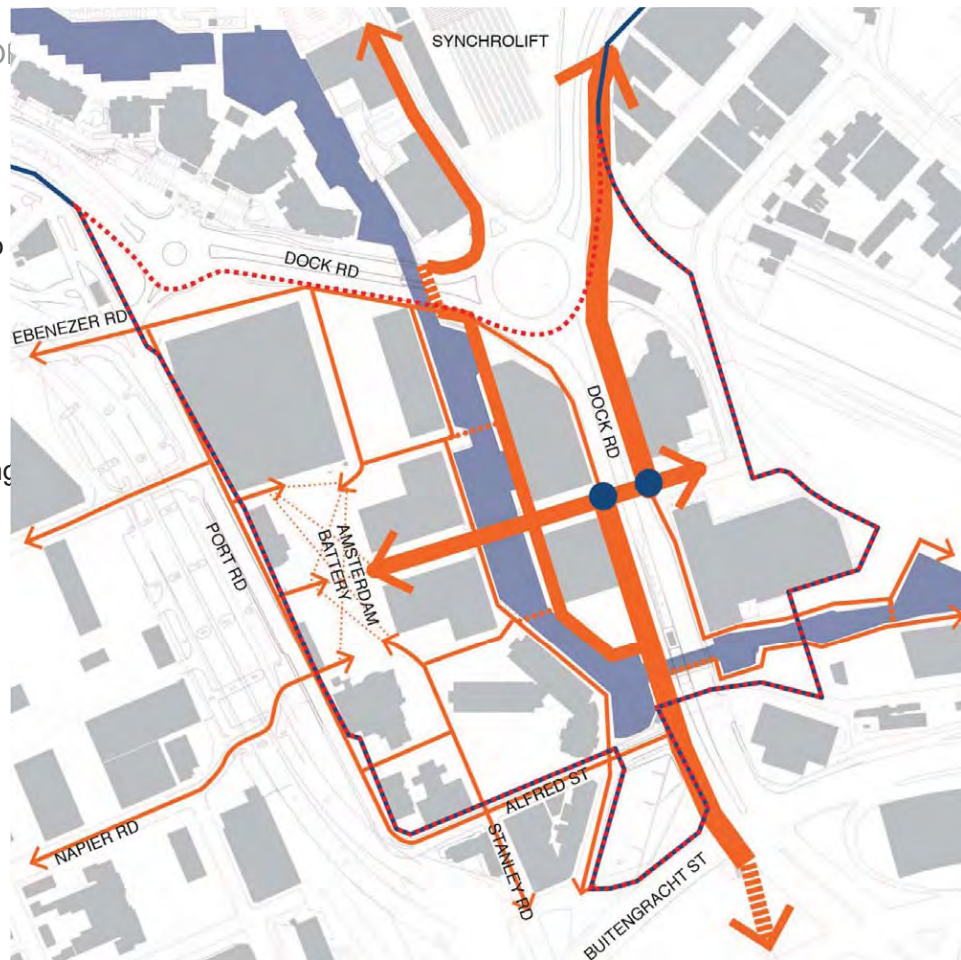 SYNCHROLIFT
DOCK RD
EBENEZER RD
DOCK RD
PORT RD
AMSTERDAM
BATTERY
ALFRED ST
NAPIER RD
STANLEY RD
BUITENGRACHT ST